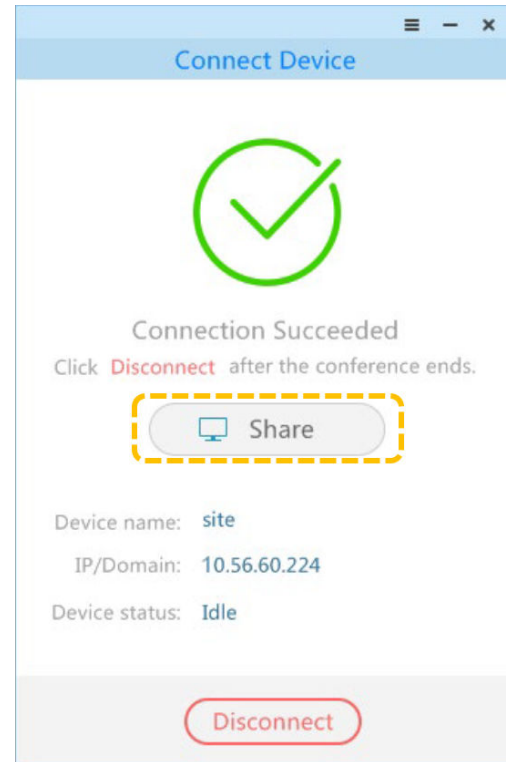 Connect Device
Connection Succeeded
Click Disconnect after the conference ends.
Share
Device name: site
IP/Domain: 10.56.60.224
Device status: Idle
Disconnect